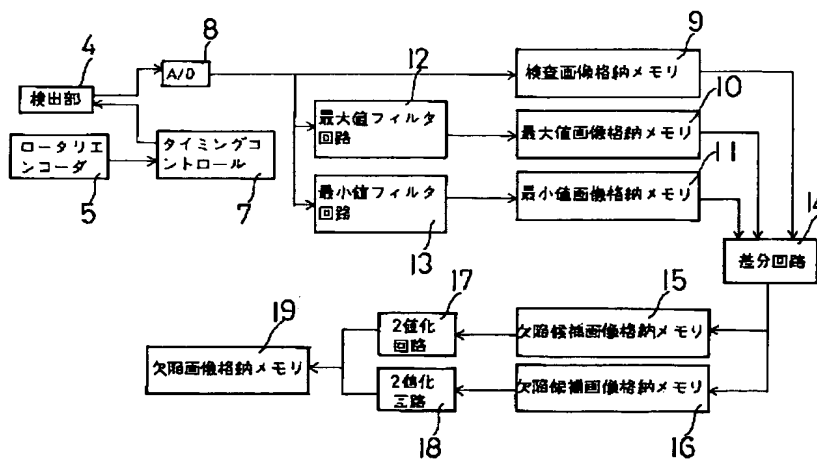 8
9
4
A/D
12
検査画像格納メモリ
検出部
10
最大値フィルタ
回路
最大値画像格納メモリ
ロータリエ
ンコーダ
タイミングコ
ントロール
11
5
7
最小値フィルタ
回路
最小値画像格納メモリ
14
13
差分回路
17
15
19
2値化
回路
欠陥候補画像格納メモリ
欠陥画像格納メモリ
2値化
回路
欠陥候補画像格納メモリ
18
16